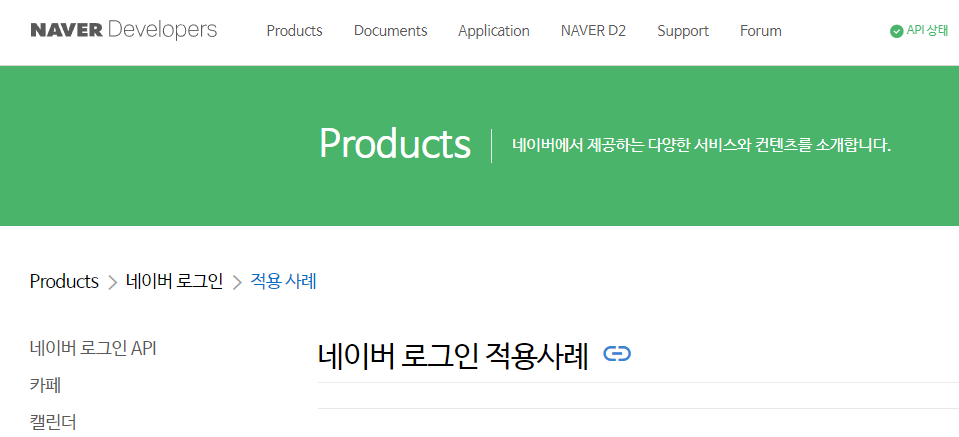 NAVER Developers Products Documents Application NAVER D2 Support Forum API 상태
Products 네이버에서 제공하는 다양한 서비스와 컨텐츠를 소개합니다.
Products > 네이버 로그인 > 적용 사례
네이버 로그인 API
카페
캘린더
네이버 로그인 적용사례